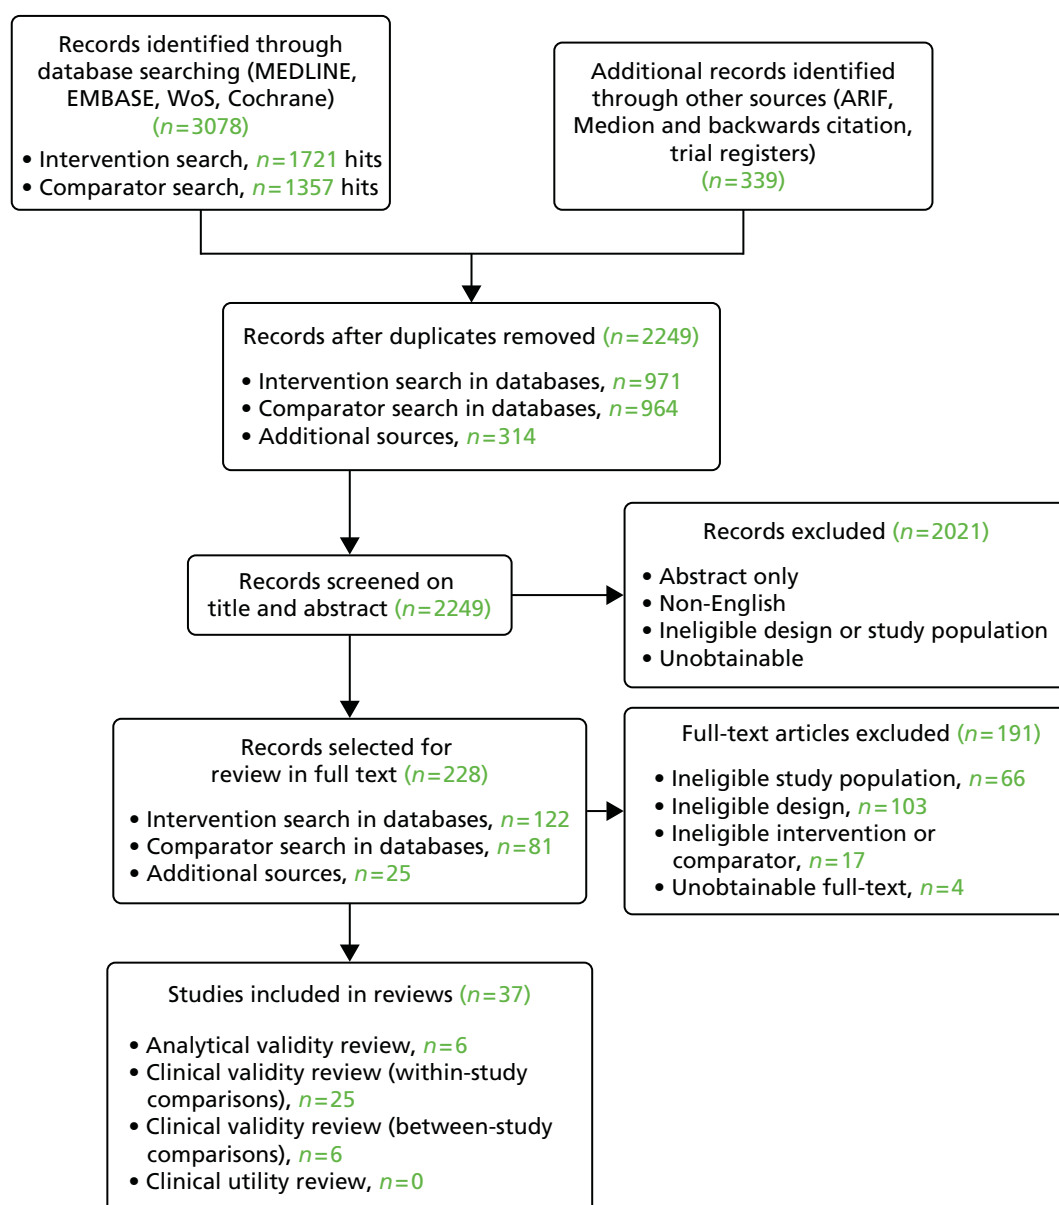 Records identified through
database searching (MEDLINE,
EMBASE, WoS, Cochrane)
(n=3078)
• Intervention search, n=1721 hits
• Comparator search, n=1357 hits
Additional records identified
through other sources (ARIF,
Medion and backwards citation,
trial registers)
(n=339)
Records after duplicates removed (n=2249)
• Intervention search in databases, n=971
• Comparator search in databases, n=964
• Additional sources, n=314
Records screened on
title and abstract (n=2249)
Records excluded (n=2021)
• Abstract only
• Non-English
• Ineligible design or study population
• Unobtainable
Records selected for
review in full text (n=228)
• Intervention search in databases, n=122
• Comparator search in databases, n=81
• Additional sources, n=25
Full-text articles excluded (n=191)
• Ineligible study population, n=66
• Ineligible design, n=103
• Ineligible intervention or
comparator, n=17
• Unobtainable full-text, n=4
Studies included in reviews (n=37)
• Analytical validity review, n=6
• Clinical validity review (within-study
comparisons), n=25
• Clinical validity review (between-study
comparisons), n=6
• Clinical utility review, n=0